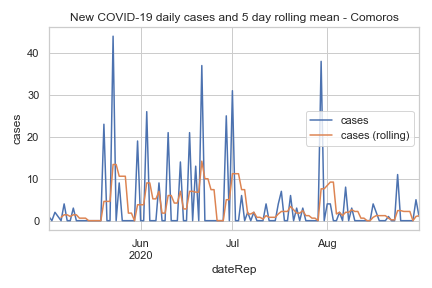 New COVID-19 daily cases and 5 day rolling mean - Comoros
cases
40
30
20
10
0
cases
cases (rolling)
Jun
2020
Jul
Aug
dateRep